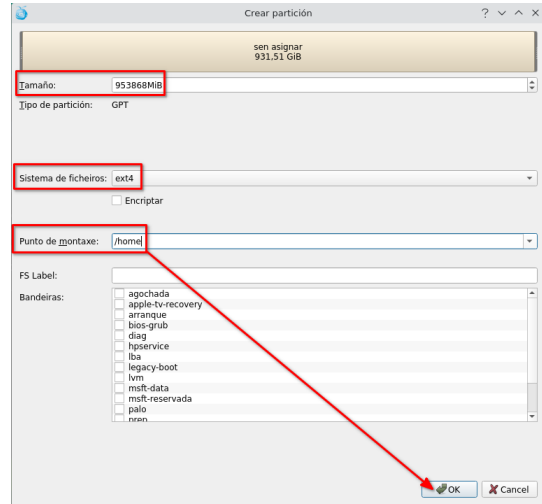 Crear partición
sen asignar
931,51 GiB
Tamaño: 953868MiB
Tipo de partición: GPT
Sistema de ficheiros: ext4
Encriptar
Punto de montaxe: /home
FS Label:
Bandeiras:
agochada
apple-tv-recovery
arranque
bios-grub
diag
hpservice
lba
legacy-boot
lvm
msft-data
msft-reservada
palo
prep
OK Cancel